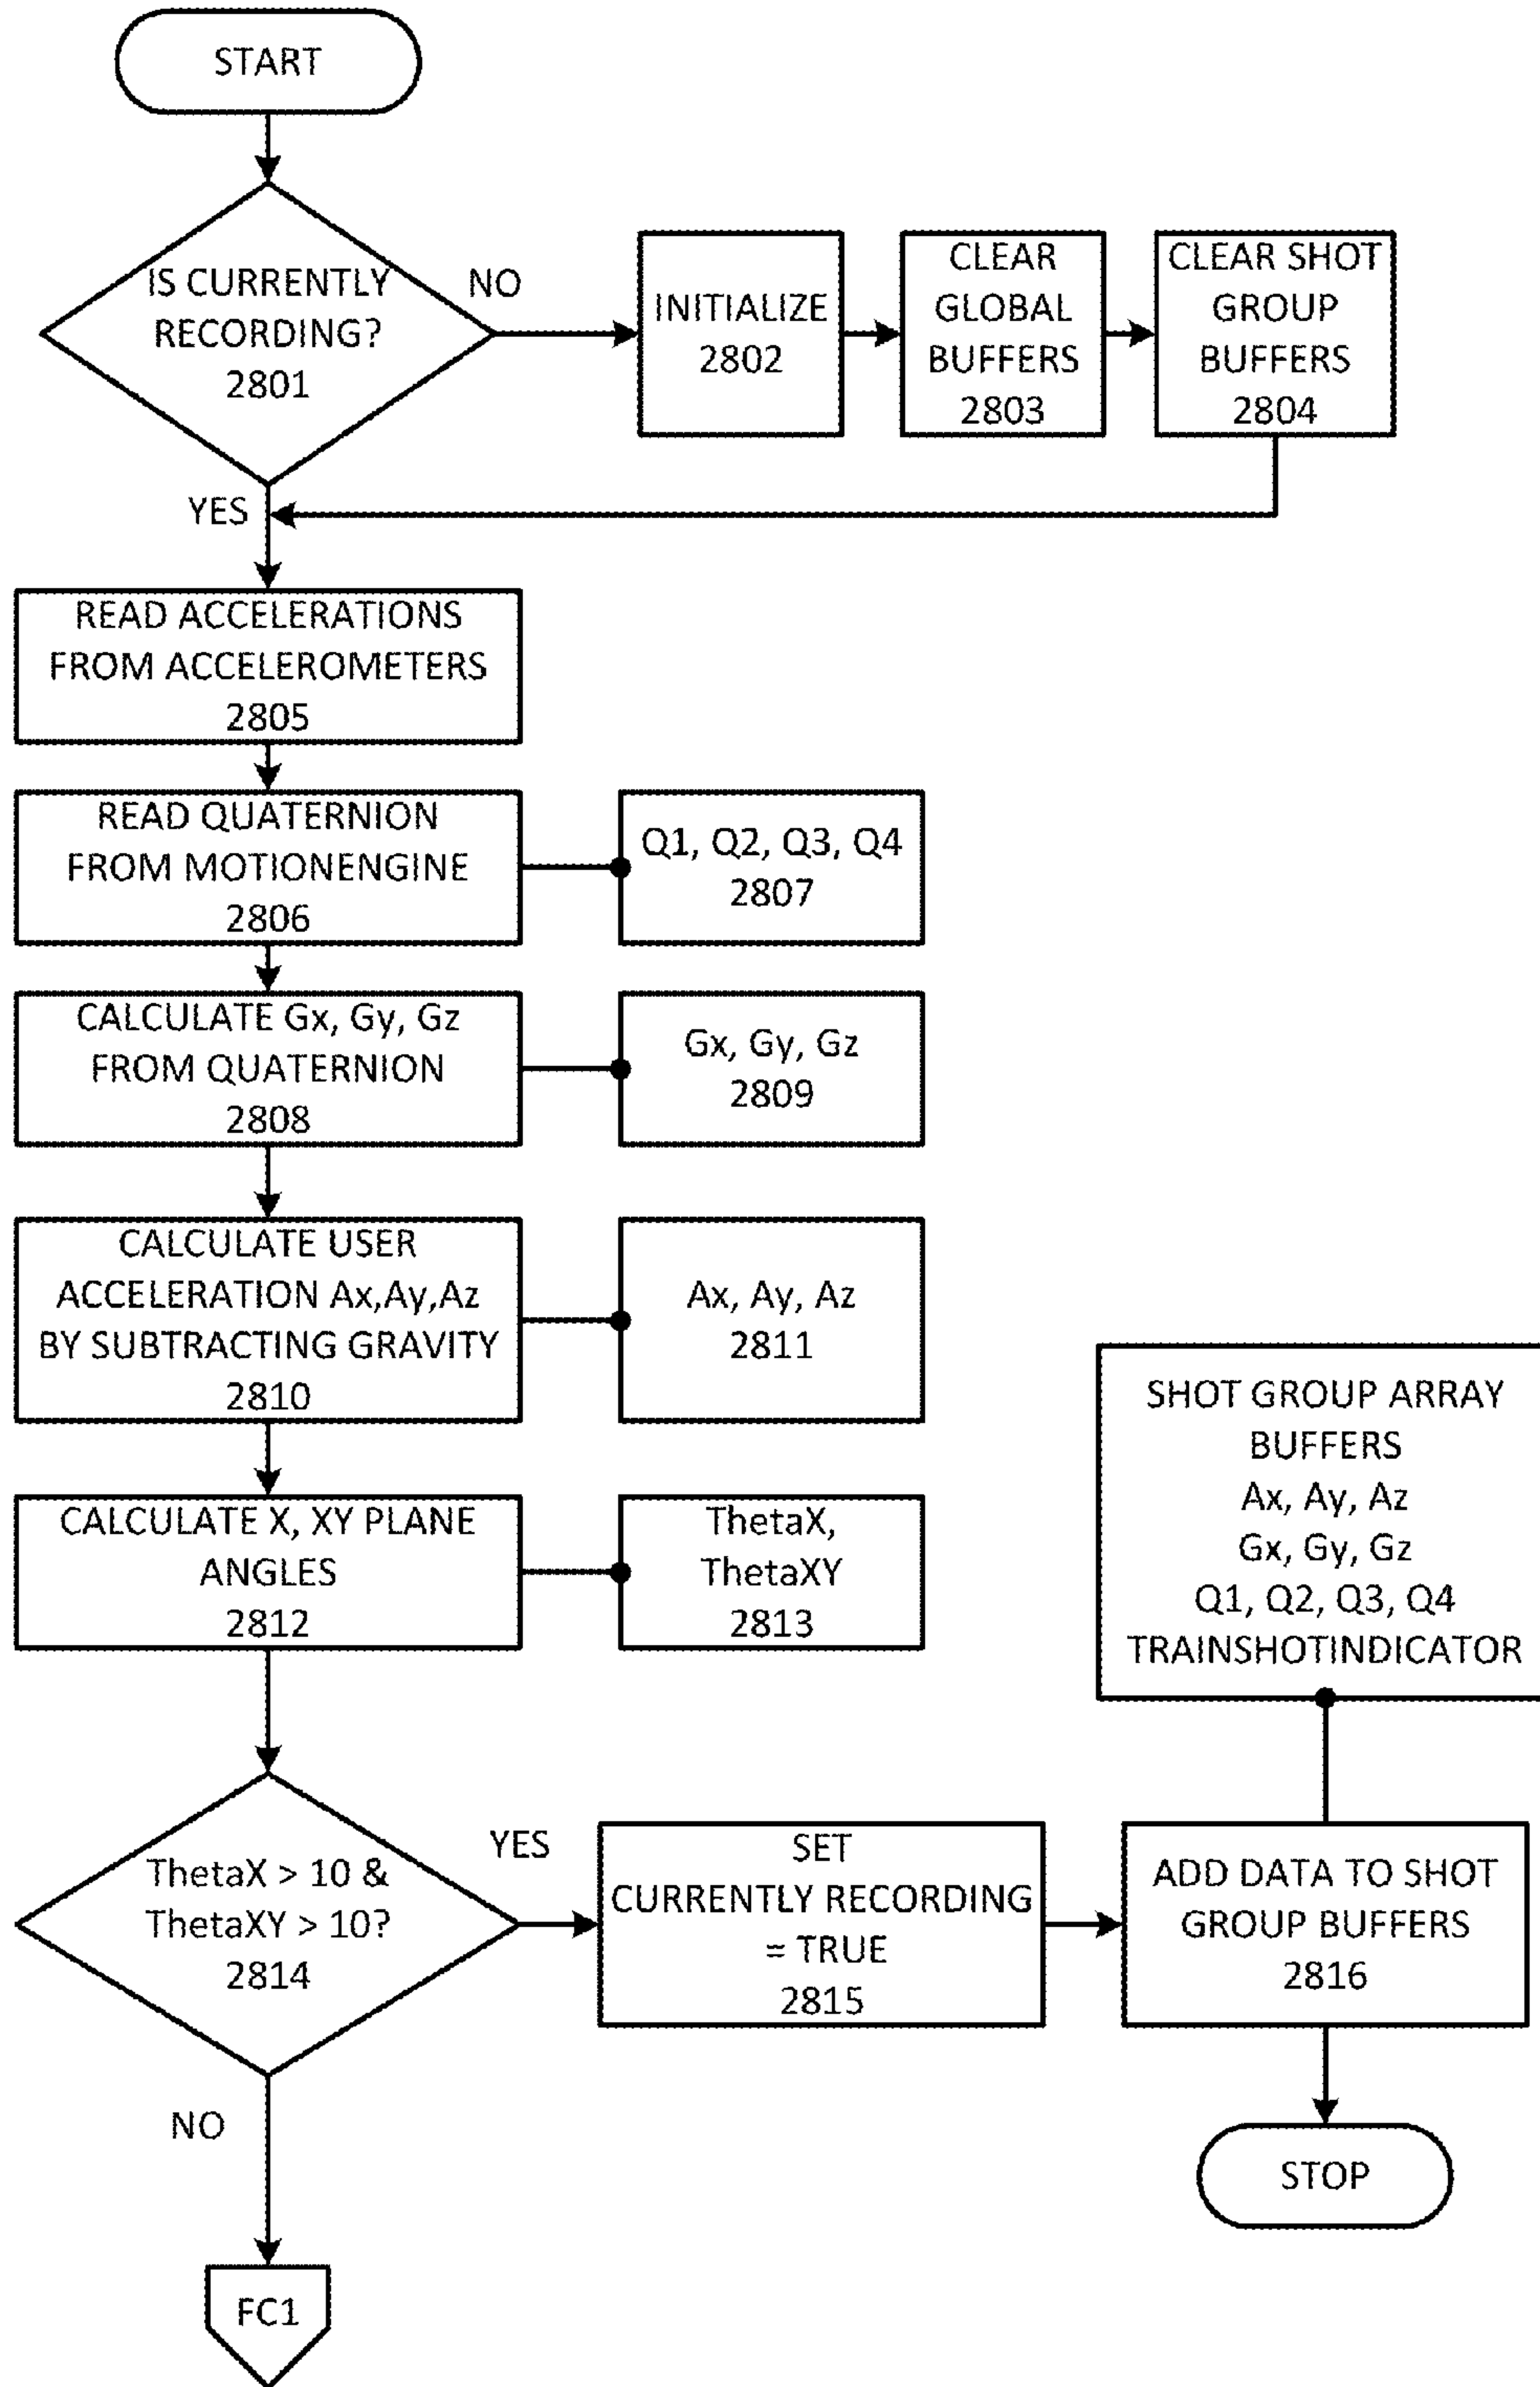 START
IS CURRENTLY
RECORDING?
2801
NO
INITIALIZE
2802
CLEAR
GLOBAL
BUFFERS
2803
CLEAR SHOT
GROUP
BUFFERS
2804
YES
READ ACCELERATIONS
FROM ACCELEROMETERS
2805
READ QUATERNION
FROM MOTIONENGINE
2806
Q1, Q2, Q3, Q4
2807
CALCULATE Gx, Gy, Gz
FROM QUATERNION
2808
Gx, Gy, Gz
2809
CALCULATE USER
ACCELERATION Ax,Ay,Az
BY SUBTRACTING GRAVITY
2810
Ax, Ay, Az
2811
CALCULATE X, XY PLANE
ANGLES
2812
ThetaX,
ThetaXY
2813
SHOT GROUP ARRAY
BUFFERS
Ax, Ay, Az
Gx, Gy, Gz
Q1, Q2, Q3, Q4
TRAINSHOTINDICATOR
ThetaX > 10 &
ThetaXY > 10?
2814
YES
SET
CURRENTLY RECORDING
= TRUE
2815
ADD DATA TO SHOT
GROUP BUFFERS
2816
NO
STOP
FC1